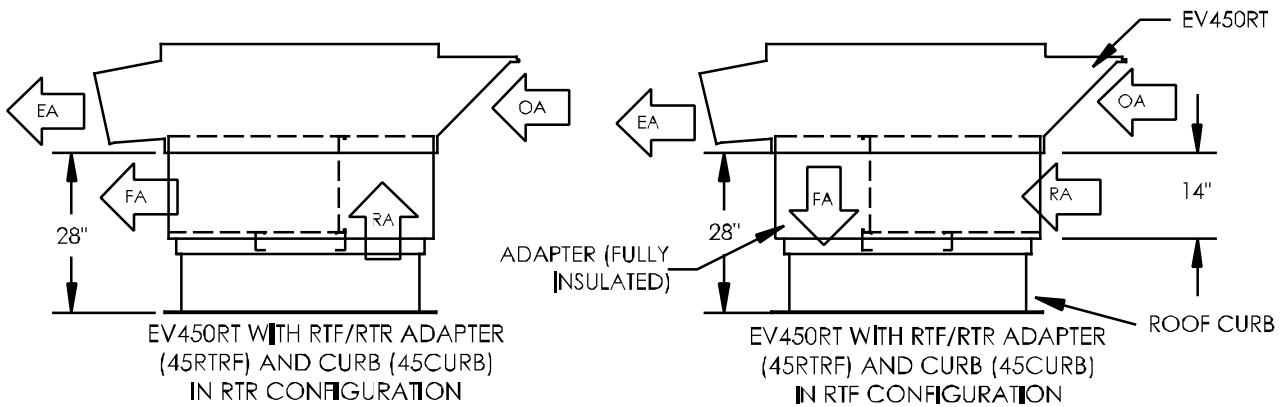 EA
OA
FA
RA
28"
EV450RT WITH RTF/RTR ADAPTER
(45RTRF) AND CURB (45CURB)
IN RTR CONFIGURATION
EV450RT
EA
OA
FA
RA
28"
14"
ADAPTER (FULLY
INSULATED)
ROOF CURB
EV450RT WITH RTF/RTR ADAPTER
(45RTRF) AND CURB (45CURB)
IN RTF CONFIGURATION